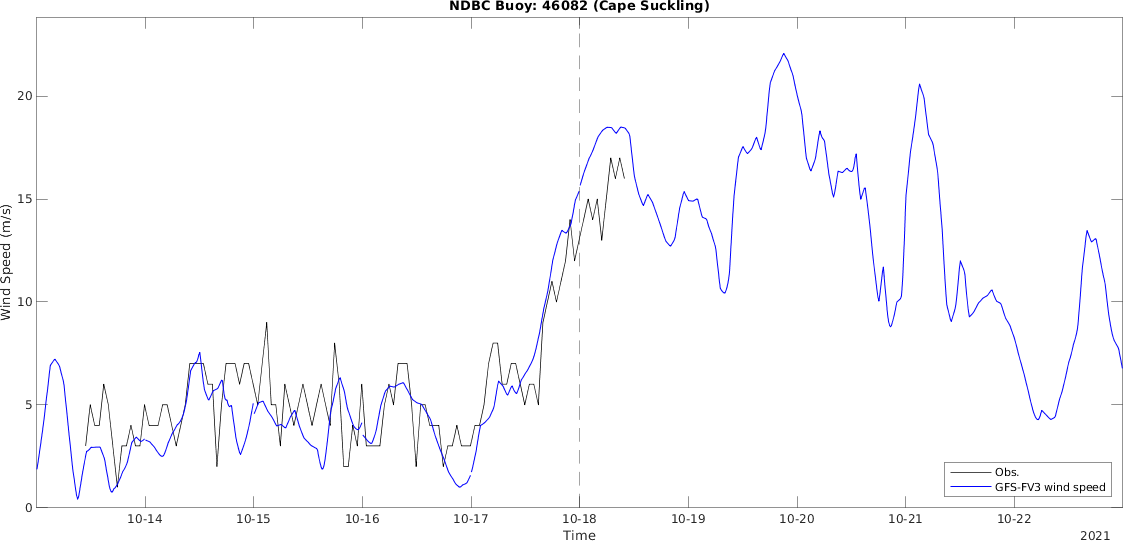 NDBC Buoy: 46082 (Cape Suckling)
Wind Speed (m/s)
20
15
10
5
0
10-14 10-15 10-16 10-17 10-18 10-19 10-20 10-21 10-22
Time
2021
Obs.
GFS-FV3 wind speed